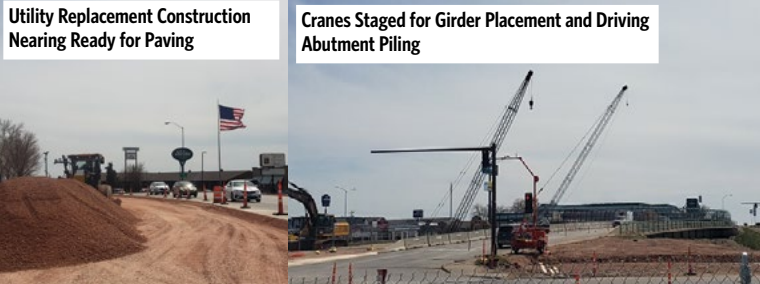 Utility Replacement Construction
Nearing Ready for Paving
Cranes Staged for Girder Placement and Driving
Abutment Piling